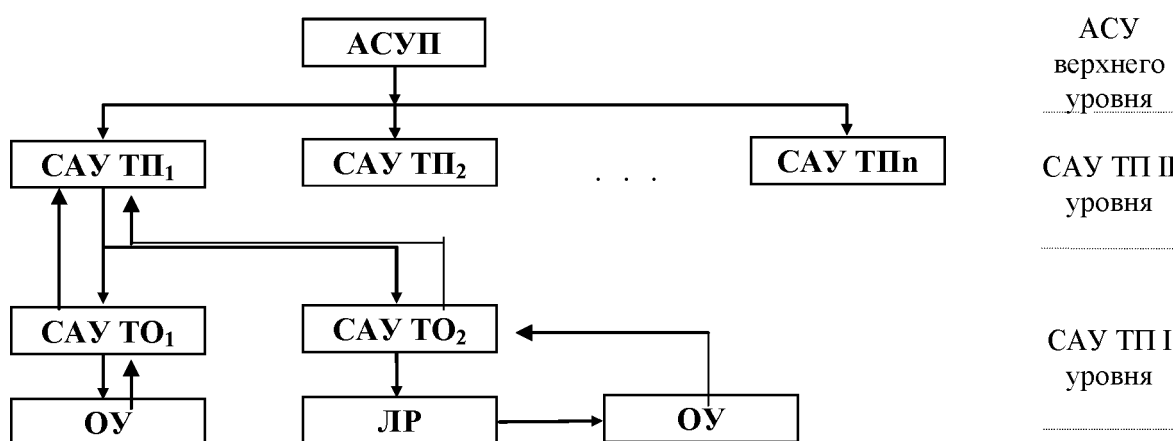 АСУП
АСУ
верхнего
уровня
САУ ТП₁
САУ ТП₂
. . .
САУ ТПn
САУ ТП II
уровня
САУ ТО₁
САУ ТО₂
САУ ТП I
уровня
ОУ
ЛР
ОУ